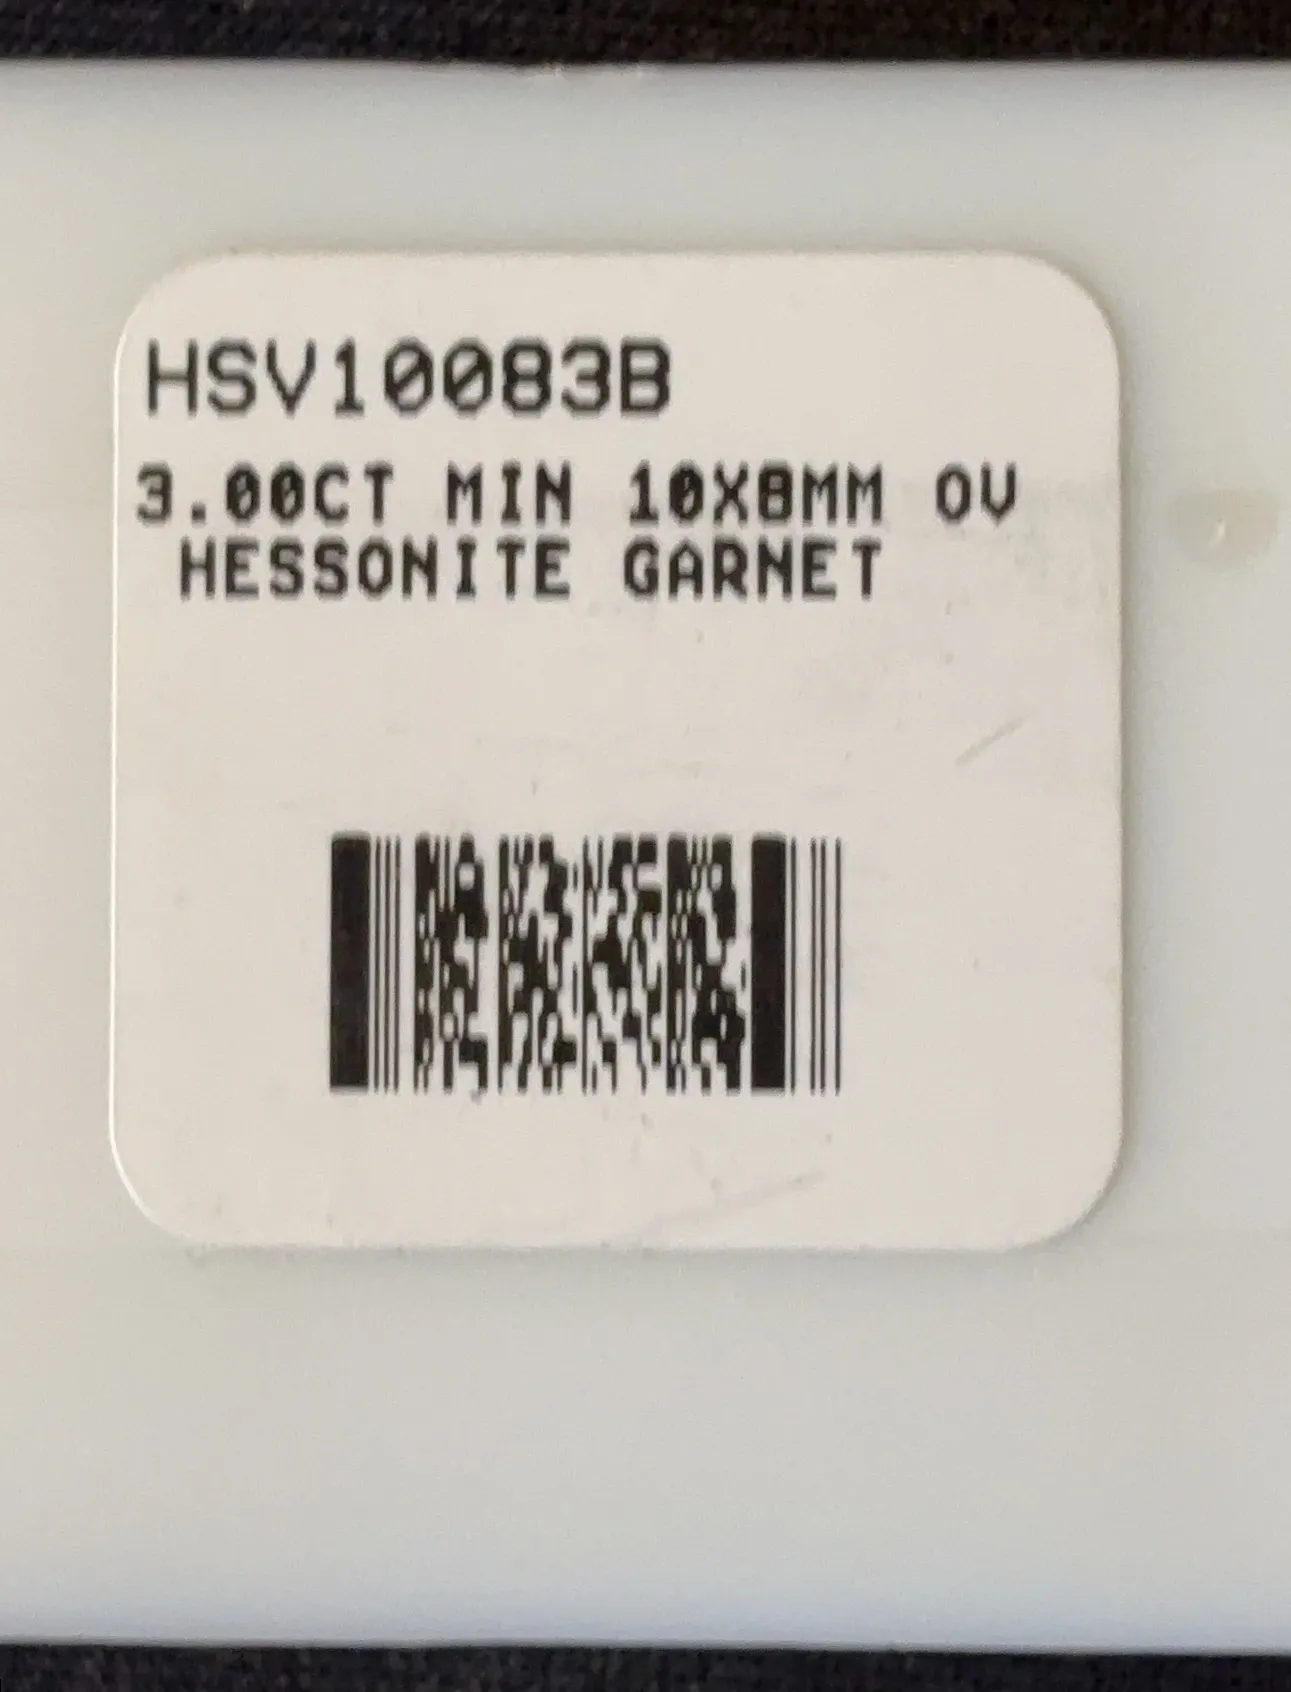 HSV10083B
3.00CT MIN 10X8MM OV
HESSONITE GARNET